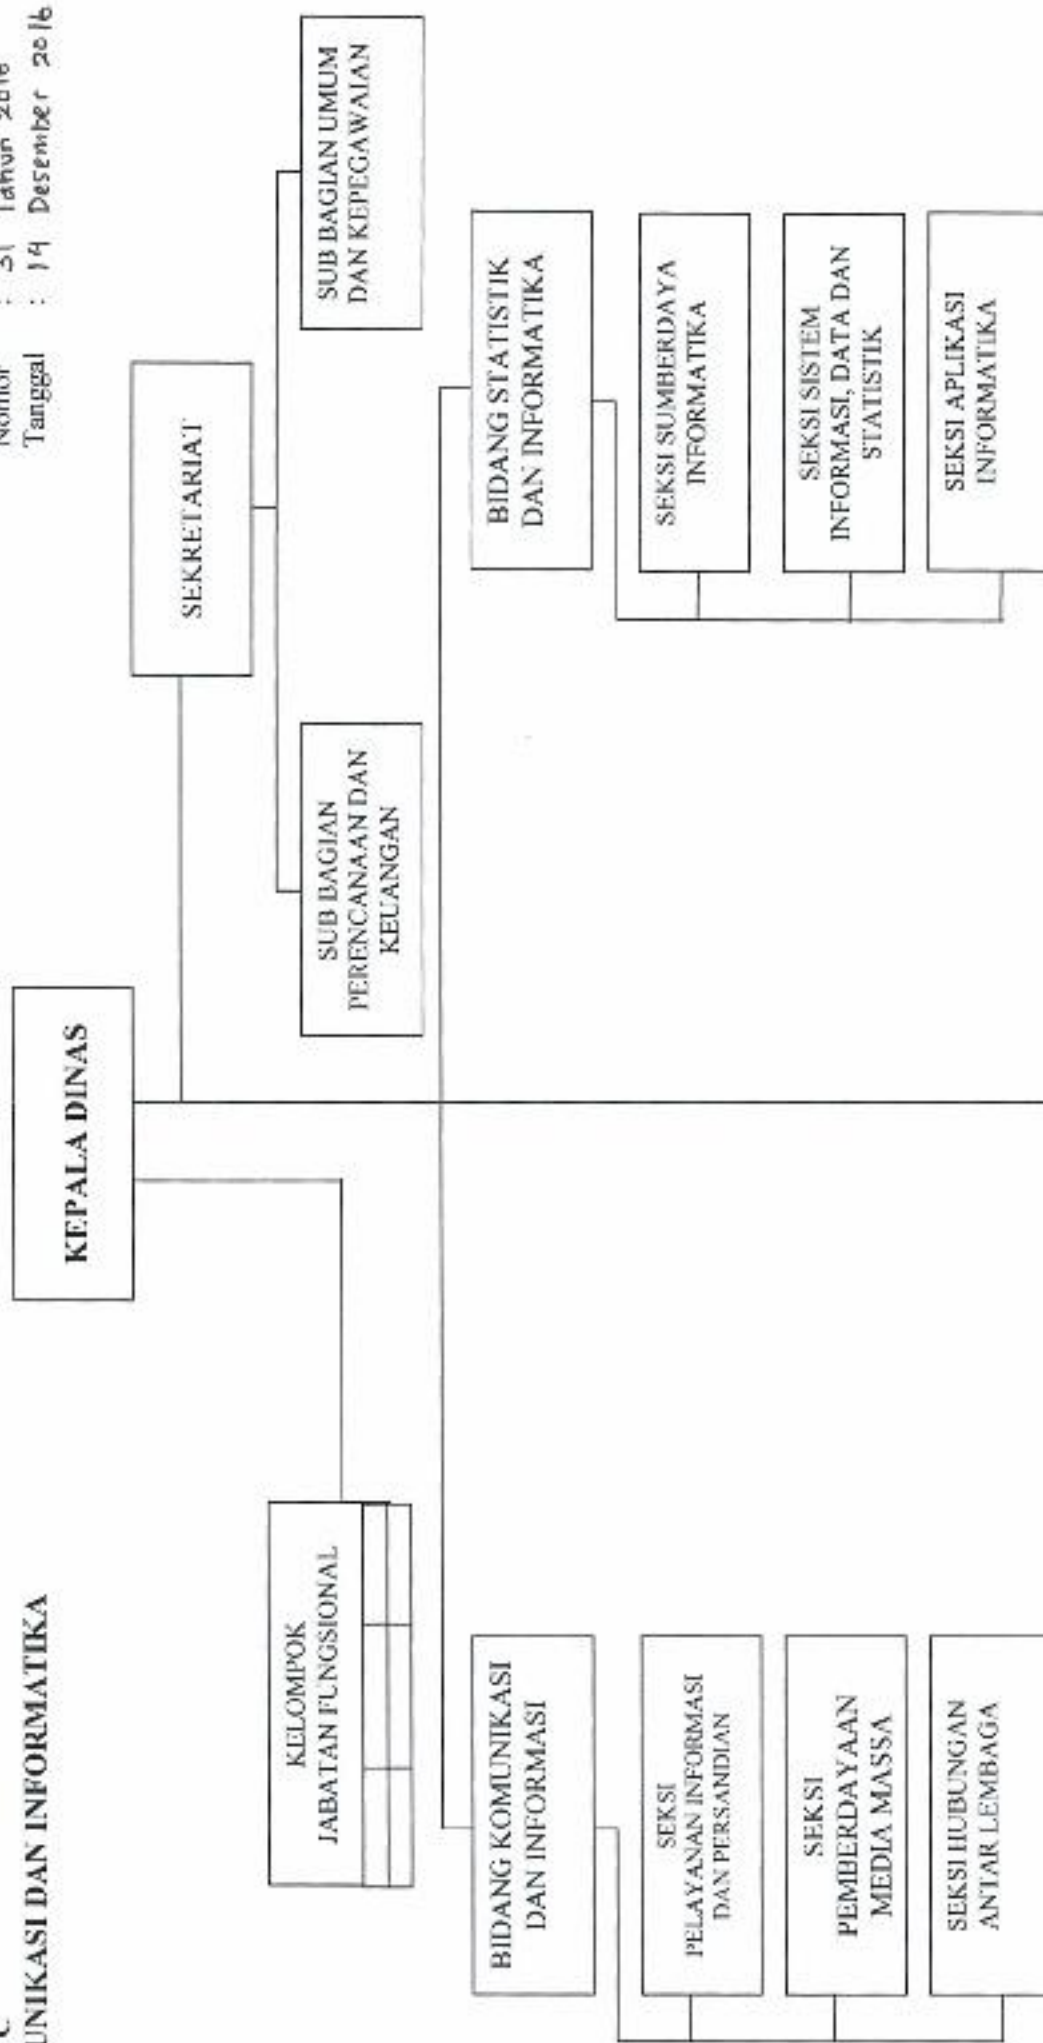 UNIKASI DAN INFORMATIKA
: 31 Tahun 2016
Tanggal : 14 Desember 2016
KEPALA DINAS
SEKRETARIAT
KELOMPOK
JABATAN FUNGSIONAL
SUB BAGIAN
PERENCANAAN DAN
KEUANGAN
SUB BAGIAN UMUM
DAN KEPEGAWAIAN
BIDANG KOMUNIKASI
DAN INFORMASI
BIDANG STATISTIK
DAN INFORMATIKA
SEKSI
PELAYANAN INFORMASI
DAN PERSANDIAN
SEKSI SUMBERDAYA
INFORMATIKA
SEKSI
PEMBERDAYAAN
MEDIA MASSA
SEKSI SISTEM
INFORMASI, DATA DAN
STATISTIK
SEKSI HUBUNGAN
ANTAR LEMBAGA
SEKSI APLIKASI
INFORMATIKA